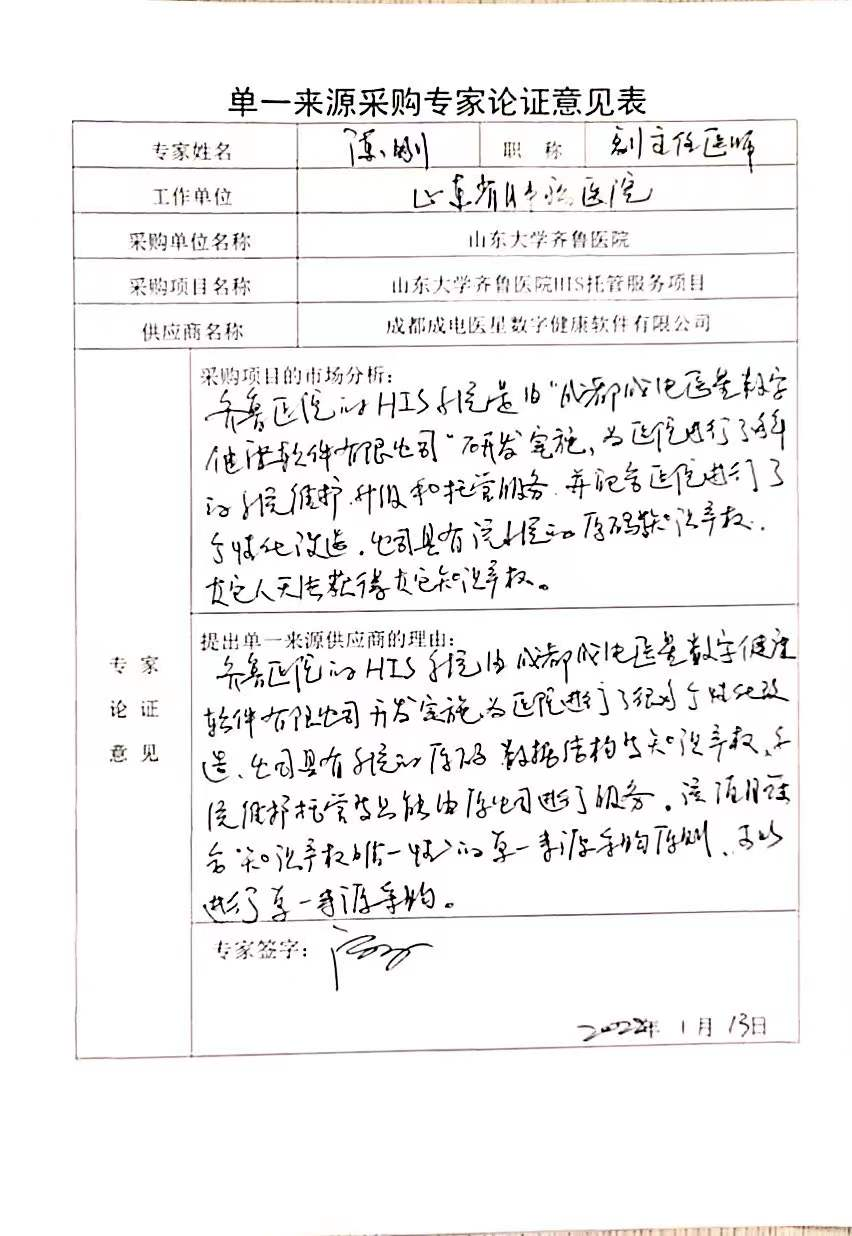 单一来源采购专家论证意见表
专家姓名 陈刚 职 称 副主任医师
工作单位 山东省医院
采购单位名称 山东大学齐鲁医院
采购项目名称 山东大学齐鲁医院HIS托管服务项目
供应商名称 成都成电医星数字健康软件有限公司
专 家
论 证
意 见
采购项目的市场分析:
齐鲁医院的HIS系统是由“成都成电医星数字
健康软件有限公司”研发实施,为医院进行了多年
的系统维护.升级和托管服务.并配合医院进行了
个性化改造.公司具有该系统的源码知识产权.
其它人无法获得其它知识产权。
提出单一来源供应商的理由:
齐鲁医院的HIS系统由成都成电医星数字健康
软件有限公司开发实施,为医院进行了很多个性化改
造、公司具有系统的源码 数据结构等知识产权,系
统维护托管等只能由原公司进行服务。该项目符
合“知识产权唯一性”的单一来源采购原则、可以
进行单一来源采购。
专家签字:
2022年 1月 13日